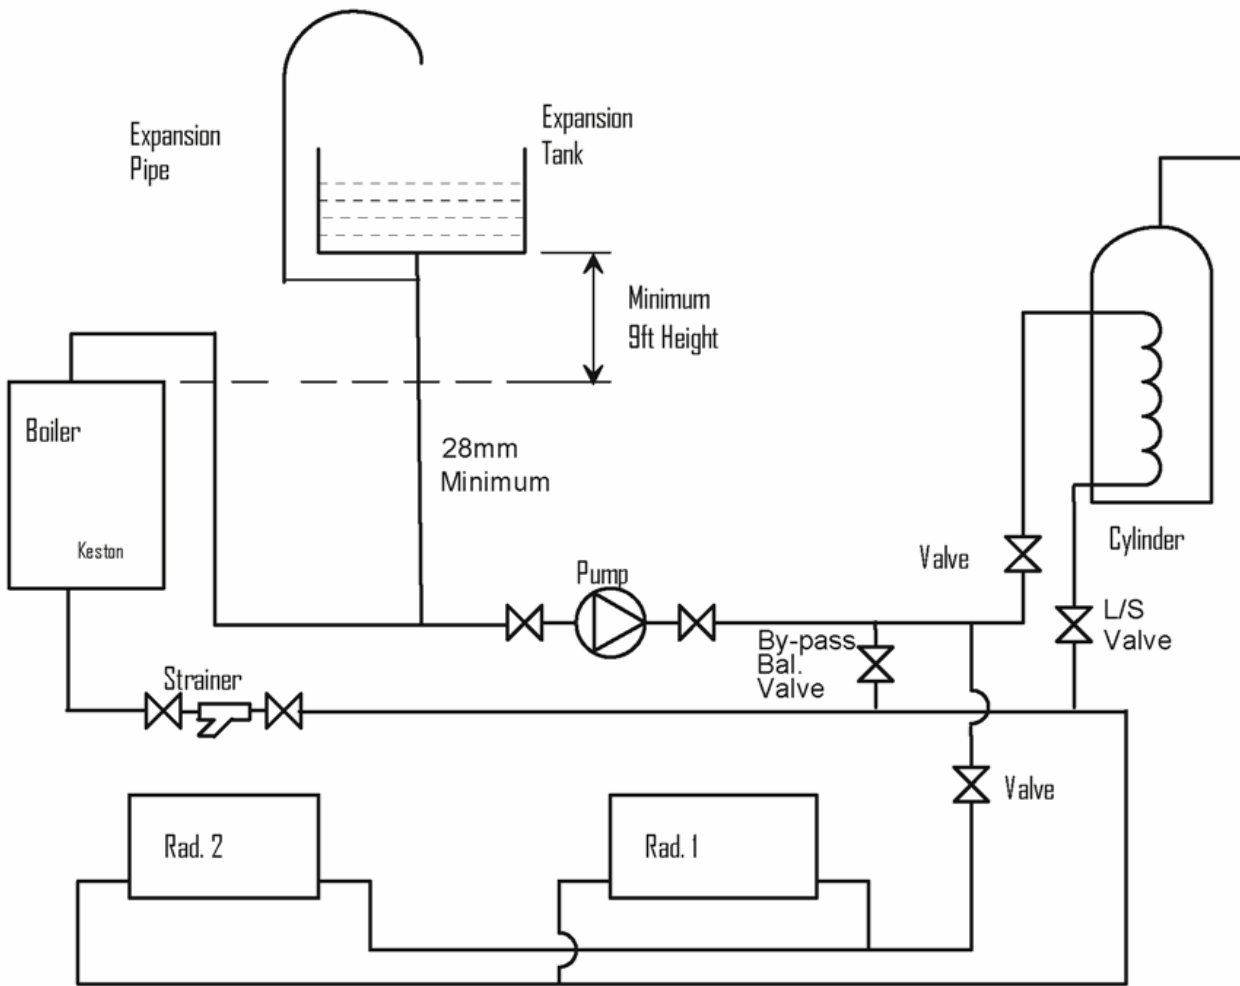 Expansion
Pipe
Expansion
Tank
Minimum
9ft Height
Boiler
Keston
28mm
Minimum
Pump
Valve
Cylinder
L/S
Valve
By-pass
Bal.
Valve
Strainer
Valve
Rad. 2
Rad. 1